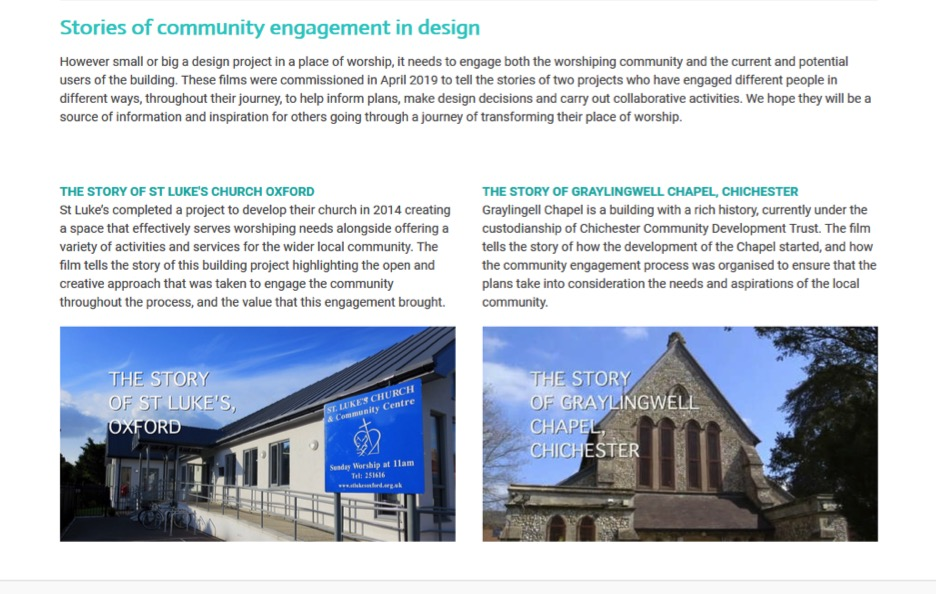 Stories of community engagement in design
However small or big a design project in a place of worship, it needs to engage both the worshiping community and the current and potential
users of the building. These films were commissioned in April 2019 to tell the stories of two projects who have engaged different people in
different ways, throughout their journey, to help inform plans, make design decisions and carry out collaborative activities. We hope they will be a
source of information and inspiration for others going through a journey of transforming their place of worship.
THE STORY OF ST LUKE'S CHURCH OXFORD
St Luke's completed a project to develop their church in 2014 creating
a space that effectively serves worshiping needs alongside offering a
variety of activities and services for the wider local community. The
film tells the story of this building project highlighting the open and
creative approach that was taken to engage the community
throughout the process, and the value that this engagement brought.
THE STORY
OF ST LUKE'S,
OXFORD
ST. LUKE'S CHURCH
& Community Centre
Sunday Worship at 11am
Tel: 251616
www.stlukesoxford.org.uk
THE STORY OF GRAYLINGWELL CHAPEL, CHICHESTER
Graylingell Chapel is a building with a rich history, currently under the
custodianship of Chichester Community Development Trust. The film
tells the story of how the development of the Chapel started, and how
the community engagement process was organised to ensure that the
plans take into consideration the needs and aspirations of the local
community.
THE STORY
OF GRAYLINGWELL
CHAPEL,
CHICHESTER